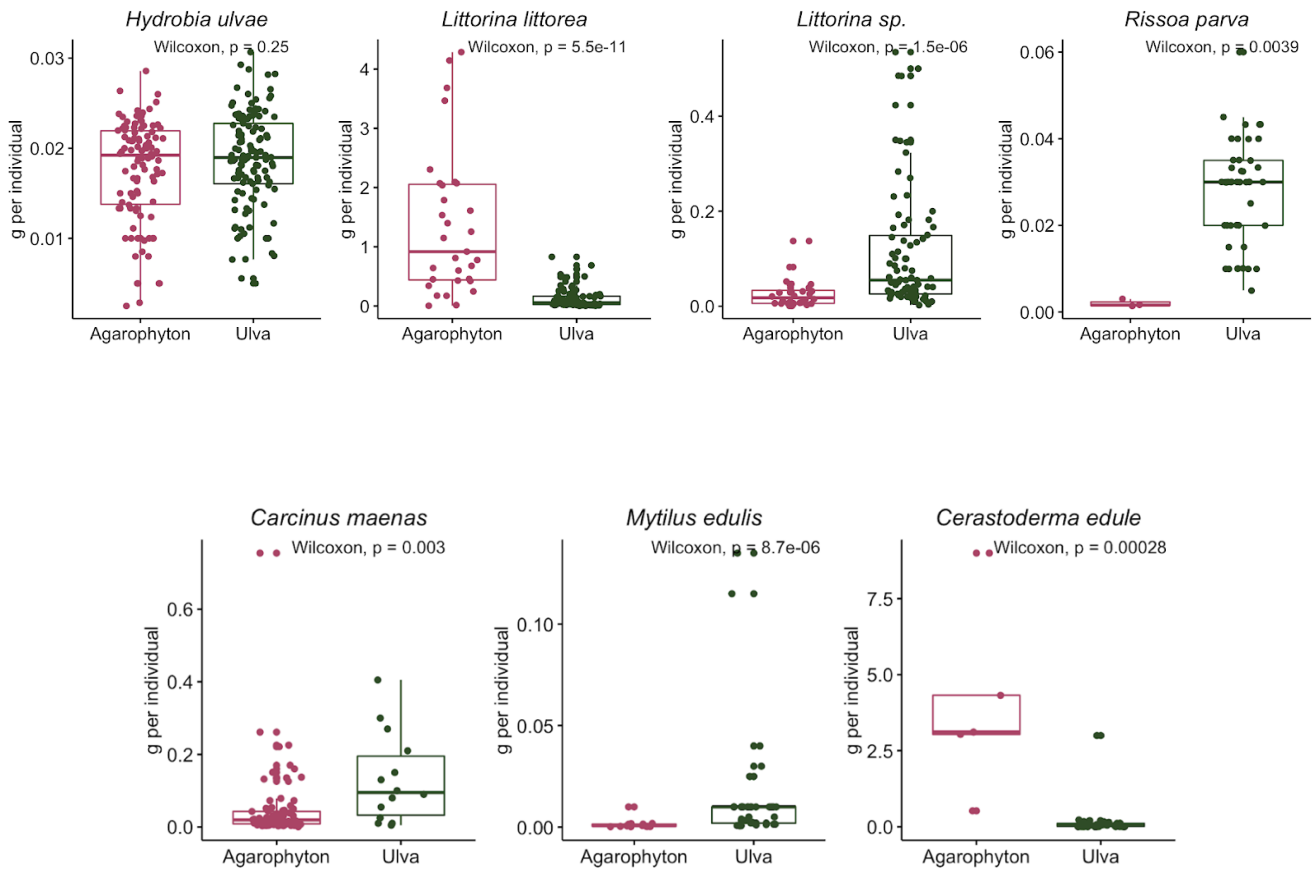 Hydrobia ulvae
Littorina littorea
Littorina sp.
Rissoa parva
Wilcoxon, p = 0.25
Wilcoxon, p = 5.5e-11
Wilcoxon, p = 1.5e-06
Wilcoxon, p = 0.0039
g per individual
0.03
0.02
0.01
Agarophyton
Ulva
g per individual
4
3
2
1
0
Agarophyton
Ulva
g per individual
0.4
0.2
0.0
Agarophyton
Ulva
g per individual
0.06
0.04
0.02
0.00
Agarophyton
Ulva
Carcinus maenas
Mytilus edulis
Cerastoderma edule
Wilcoxon, p = 0.003
Wilcoxon, p = 8.7e-06
Wilcoxon, p = 0.00028
g per individual
0.6
0.4
0.2
0.0
Agarophyton
Ulva
g per individual
0.10
0.05
0.00
Agarophyton
Ulva
g per individual
7.5
5.0
2.5
0.0
Agarophyton
Ulva